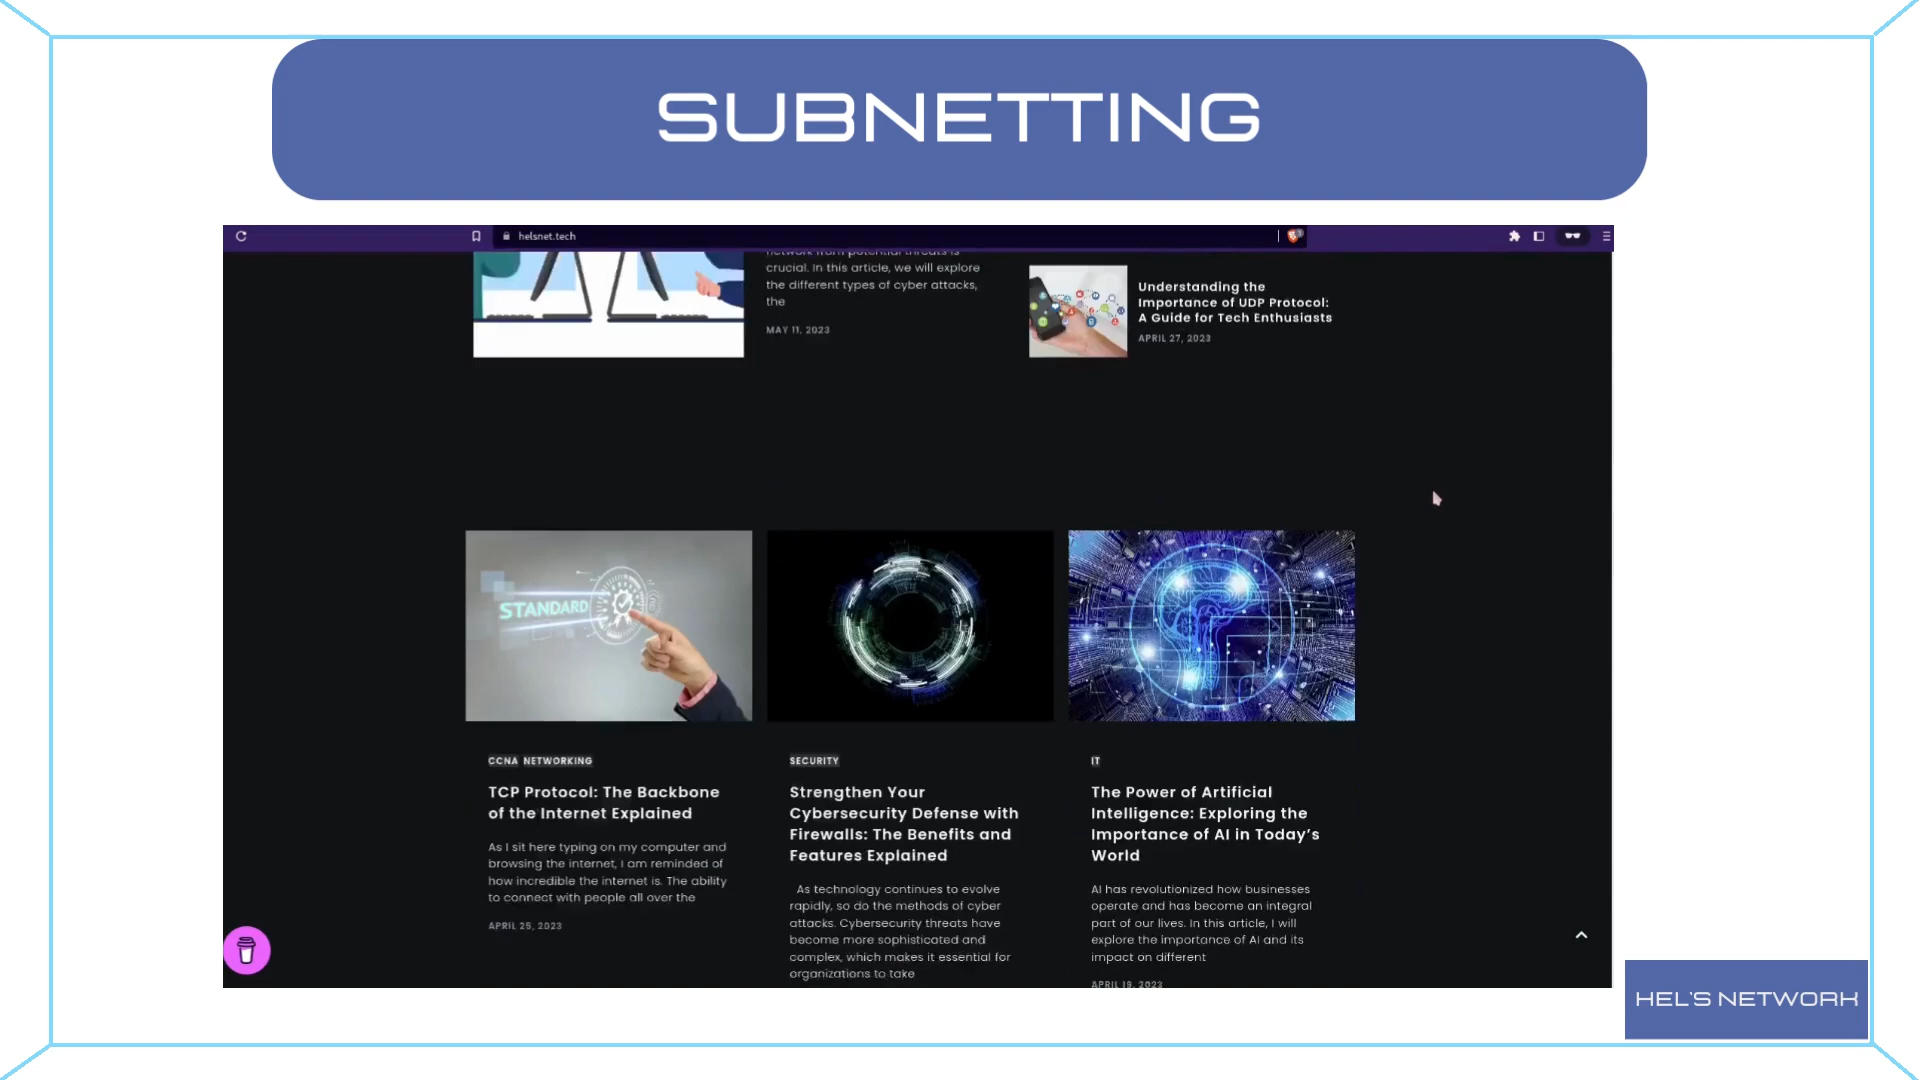 SUBNETTING
helsnet.tech
network from potential threats is
crucial. In this article, we will explore
the different types of cyber attacks,
the
MAY 11, 2023
Understanding the
Importance of UDP Protocol:
A Guide for Tech Enthusiasts
APRIL 27, 2023
STANDARD
CCNA NETWORKING
TCP Protocol: The Backbone
of the Internet Explained
As I sit here typing on my computer and
browsing the internet, I am reminded of
how incredible the internet is. The ability
to connect with people all over the
APRIL 25, 2023
SECURITY
Strengthen Your
Cybersecurity Defense with
Firewalls: The Benefits and
Features Explained
As technology continues to evolve
rapidly, so do the methods of cyber
attacks. Cybersecurity threats have
become more sophisticated and
complex, which makes it essential for
organizations to take
IT
The Power of Artificial
Intelligence: Exploring the
Importance of AI in Today's
World
AI has revolutionized how businesses
operate and has become an integral
part of our lives. In this article, I will
explore the importance of AI and its
impact on different
APRIL 19, 2023
HEL'S NETWORK